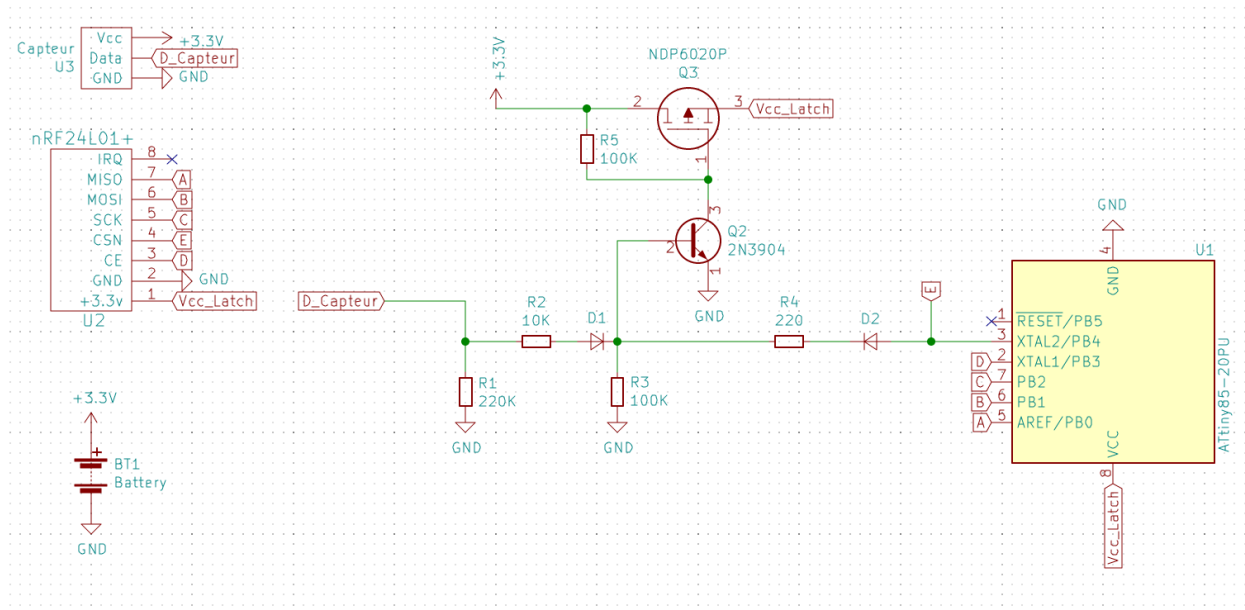 Capteur
U3
Vcc
Data
GND
+3.3V
D_Capteur
GND
nRF24L01+
IRQ 8
MISO 7 A
MOSI 6 B
SCK 5 C
CSN 4 E
CE 3 D
GND 2 GND
+3.3v 1 Vcc_Latch
U2
+3.3V
BT1
Battery
GND
+3.3V
NDP6020P
Q3
2
3
Vcc_Latch
1
R5
100K
3
Q2
2N3904
2
1
GND
D_Capteur
R2
10K
D1
R4
220
D2
E
R1
220K
GND
R3
100K
GND
GND
U1
4
GND
1 RESET/PB5
3 XTAL2/PB4
D 2 XTAL1/PB3
C 7 PB2
B 6 PB1
A 5 AREF/PB0
VCC
8
ATtiny85-20PU
Vcc_Latch